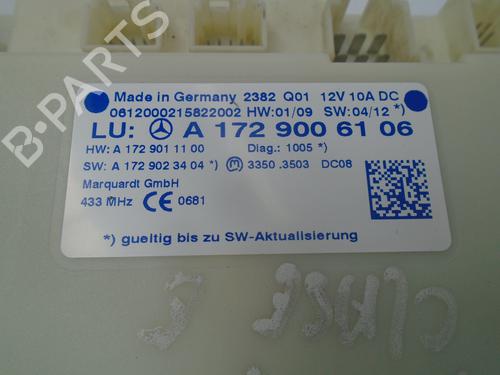 Made in Germany 2382 Q01 12V 10A DC
0612000215822002 HW:01/09 SW:04/12 *)
LU: A 172 900 61 06
HW: A 172 901 11 00 Diag.: 1005 *)
SW: A 172 902 34 04 *) 3350.3503 DC08
Marquardt GmbH
433 MHz CE 0681
*) gueltig bis zu SW-Aktualisierung
B-PARTS